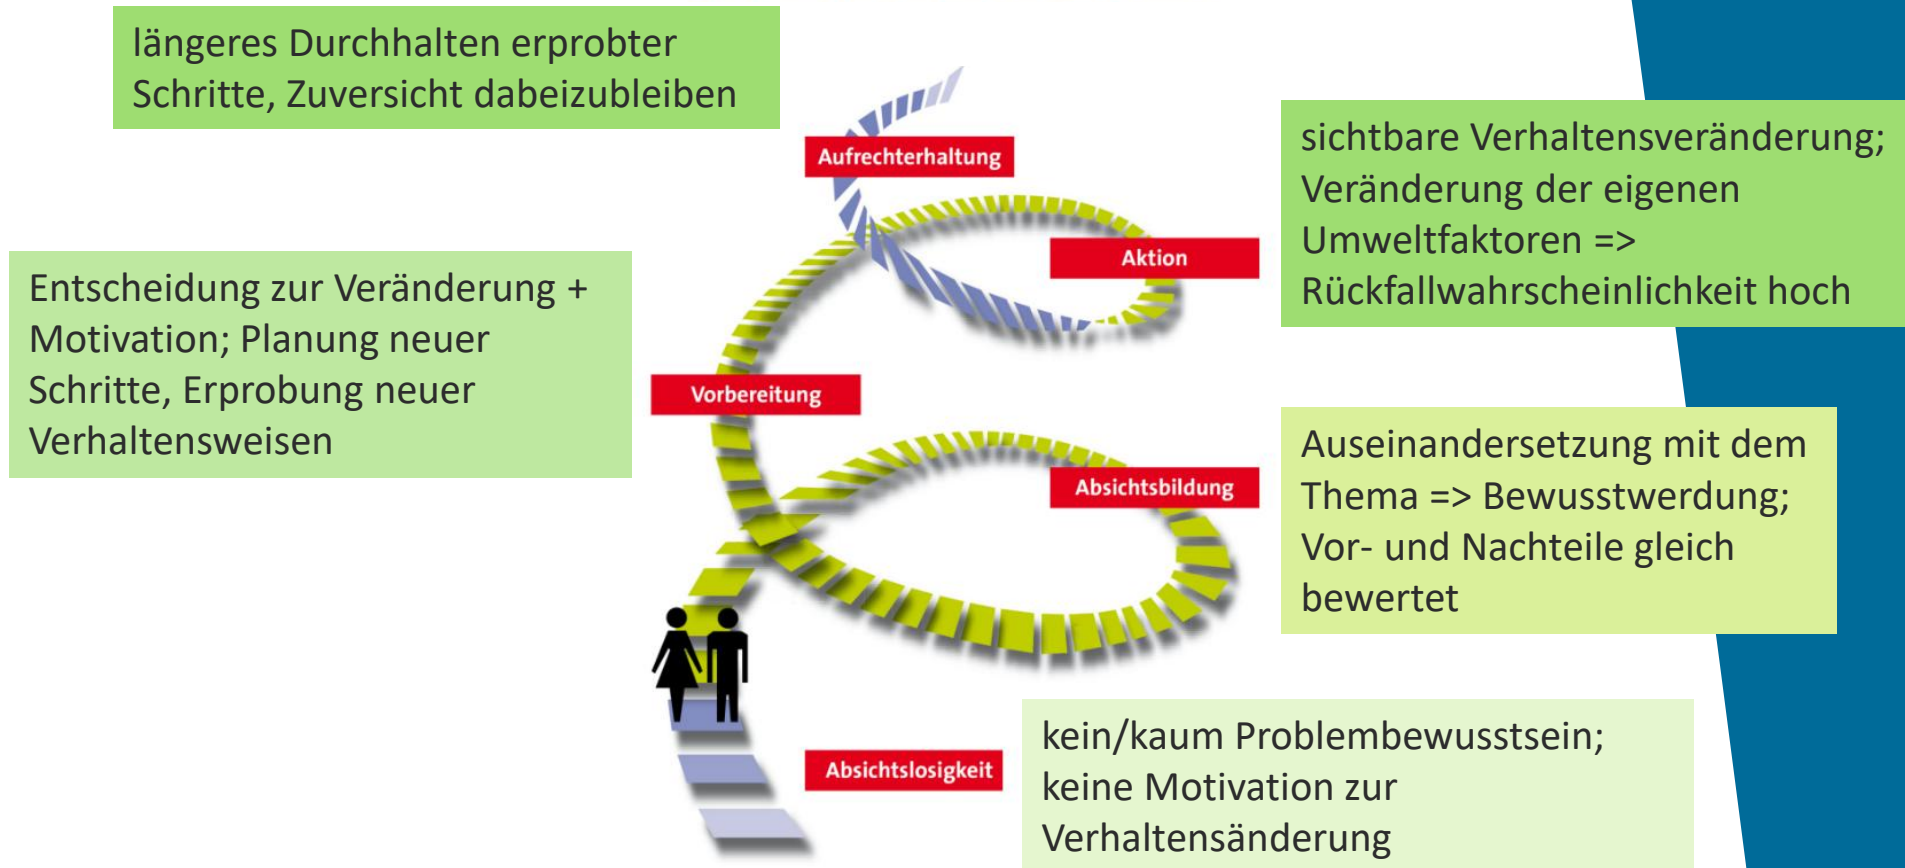 längeres Durchhalten erprobter
Schritte, Zuversicht dabeizubleiben
Aufrechterhaltung
sichtbare Verhaltensveränderung;
Veränderung der eigenen
Umweltfaktoren =>
Rückfallwahrscheinlichkeit hoch
Aktion
Entscheidung zur Veränderung +
Motivation; Planung neuer
Schritte, Erprobung neuer
Verhaltensweisen
Vorbereitung
Auseinandersetzung mit dem
Thema => Bewusstwerdung;
Vor- und Nachteile gleich
bewertet
Absichtsbildung
kein/kaum Problembewusstsein;
keine Motivation zur
Verhaltensänderung
Absichtslosigkeit